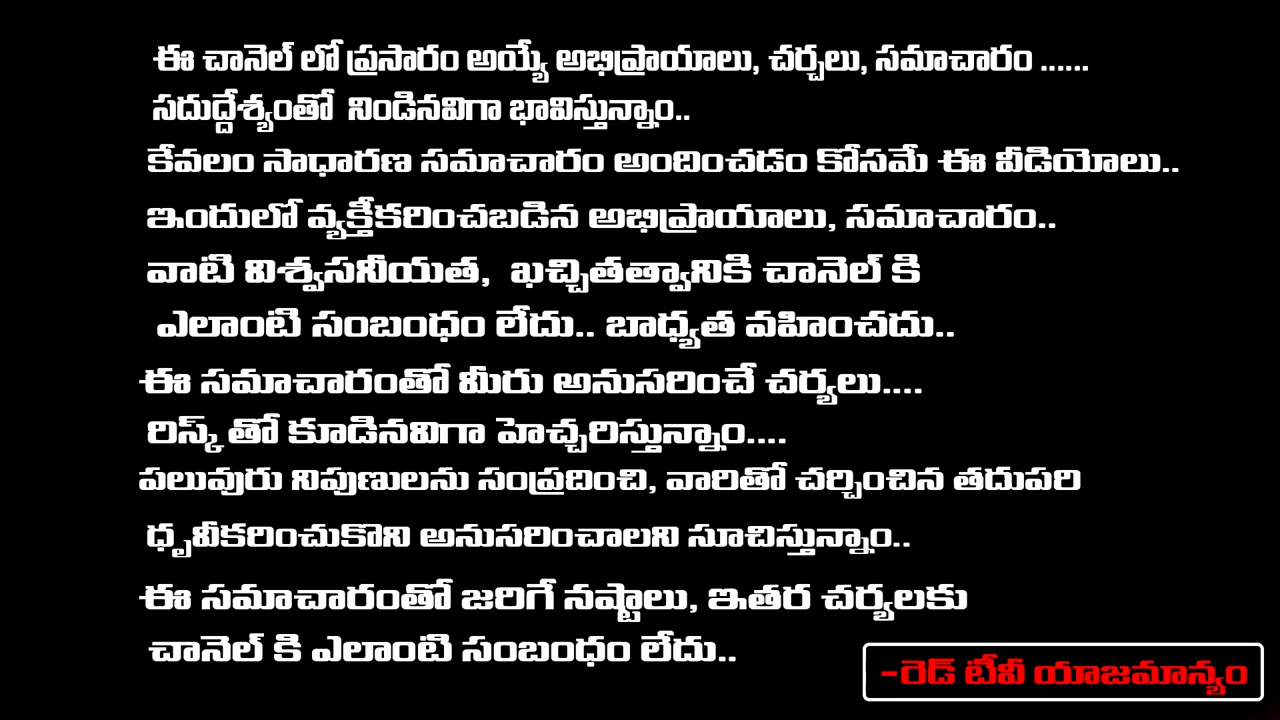 ఈ చానెల్ లో ప్రసారం అయ్యే అభిప్రాయాలు, చర్చలు, సమాచారం ......
సదుద్దేశ్యంతో నిండినవిగా భావిస్తున్నాం..
కేవలం సాధారణ సమాచారం అందించడం కోసమే ఈ వీడియోలు..
ఇందులో వ్యక్తీకరించబడిన అభిప్రాయాలు, సమాచారం..
వాటి విశ్వసనీయత, ఖచ్చితత్వానికి చానెల్ కి
ఎలాంటి సంబంధం లేదు.. బాధ్యత వహించదు..
ఈ సమాచారంతో మీరు అనుసరించే చర్యలు....
రిస్క్ తో కూడినవిగా హెచ్చరిస్తున్నాం....
పలువురు నిపుణులను సంప్రదించి, వారితో చర్చించిన తదుపరి
ధృవీకరించుకొని అనుసరించాలని సూచిస్తున్నాం..
ఈ సమాచారంతో జరిగే నష్టాలు, ఇతర చర్యలకు
చానెల్ కి ఎలాంటి సంబంధం లేదు..
-రెడ్ టీవీ యాజమాన్యం